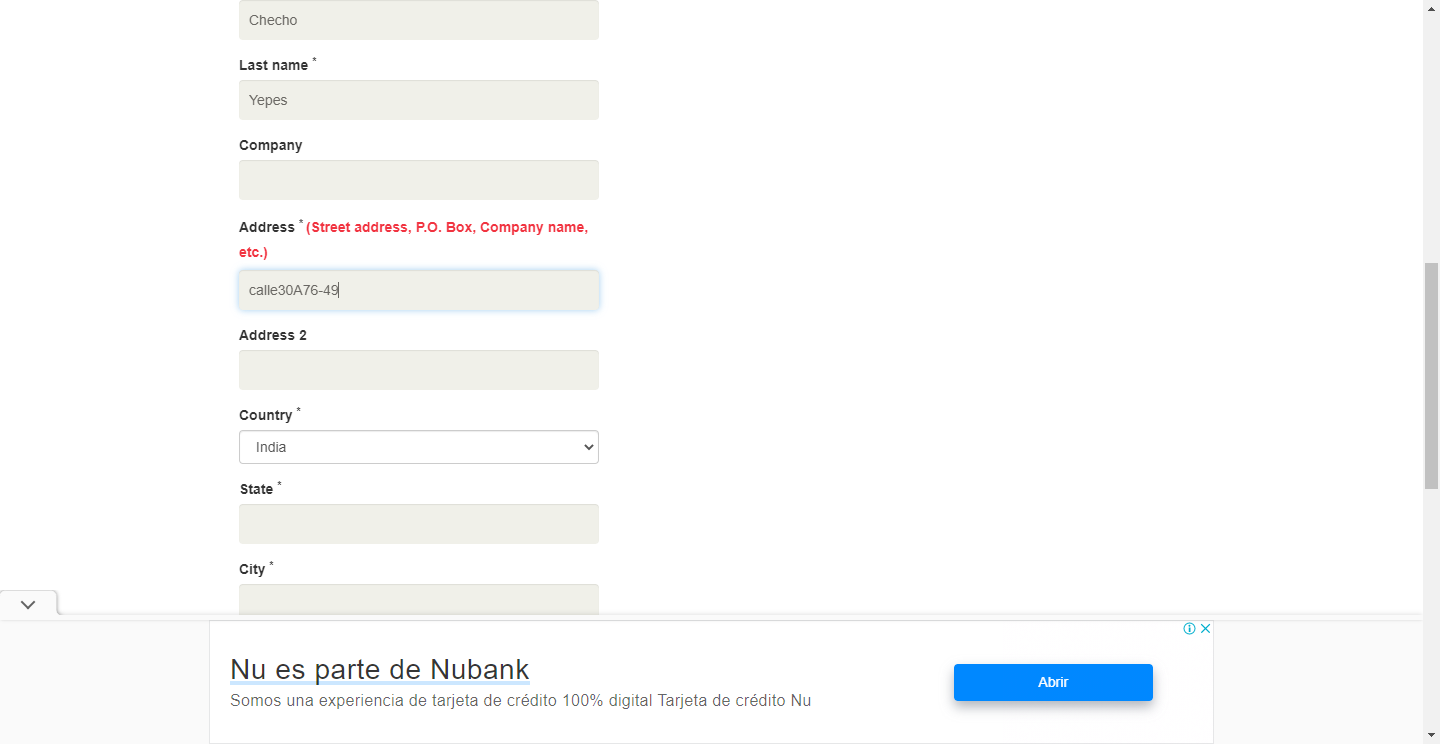 Checho
Last name *
Yepes
Company
Address * (Street address, P.O. Box, Company name,
etc.)
calle30A76-49
Address 2
Country *
India
State *
City *
Nu es parte de Nubank
Somos una experiencia de tarjeta de crédito 100% digital Tarjeta de crédito Nu
Abrir